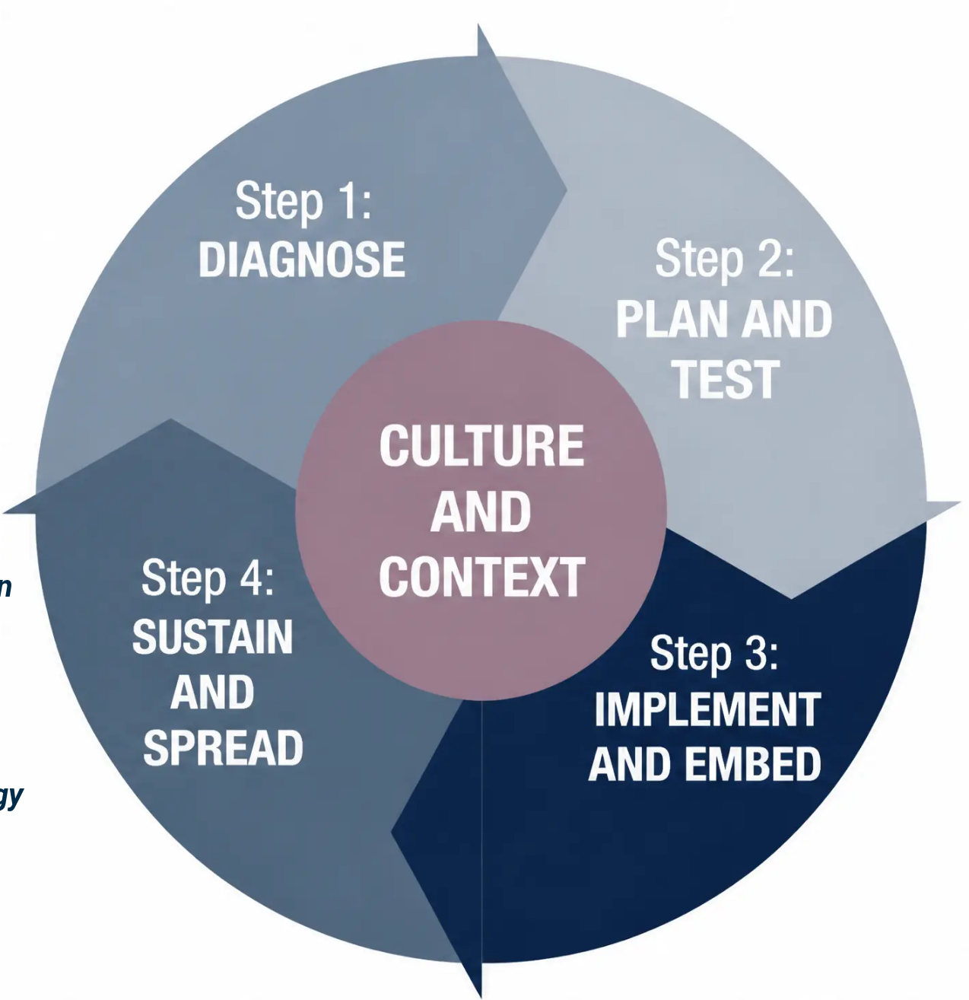 Step 1:
DIAGNOSE
Step 2:
PLAN AND
TEST
CULTURE
AND
CONTEXT
Step 3:
IMPLEMENT
AND EMBED
Step 4:
SUSTAIN
AND
SPREAD